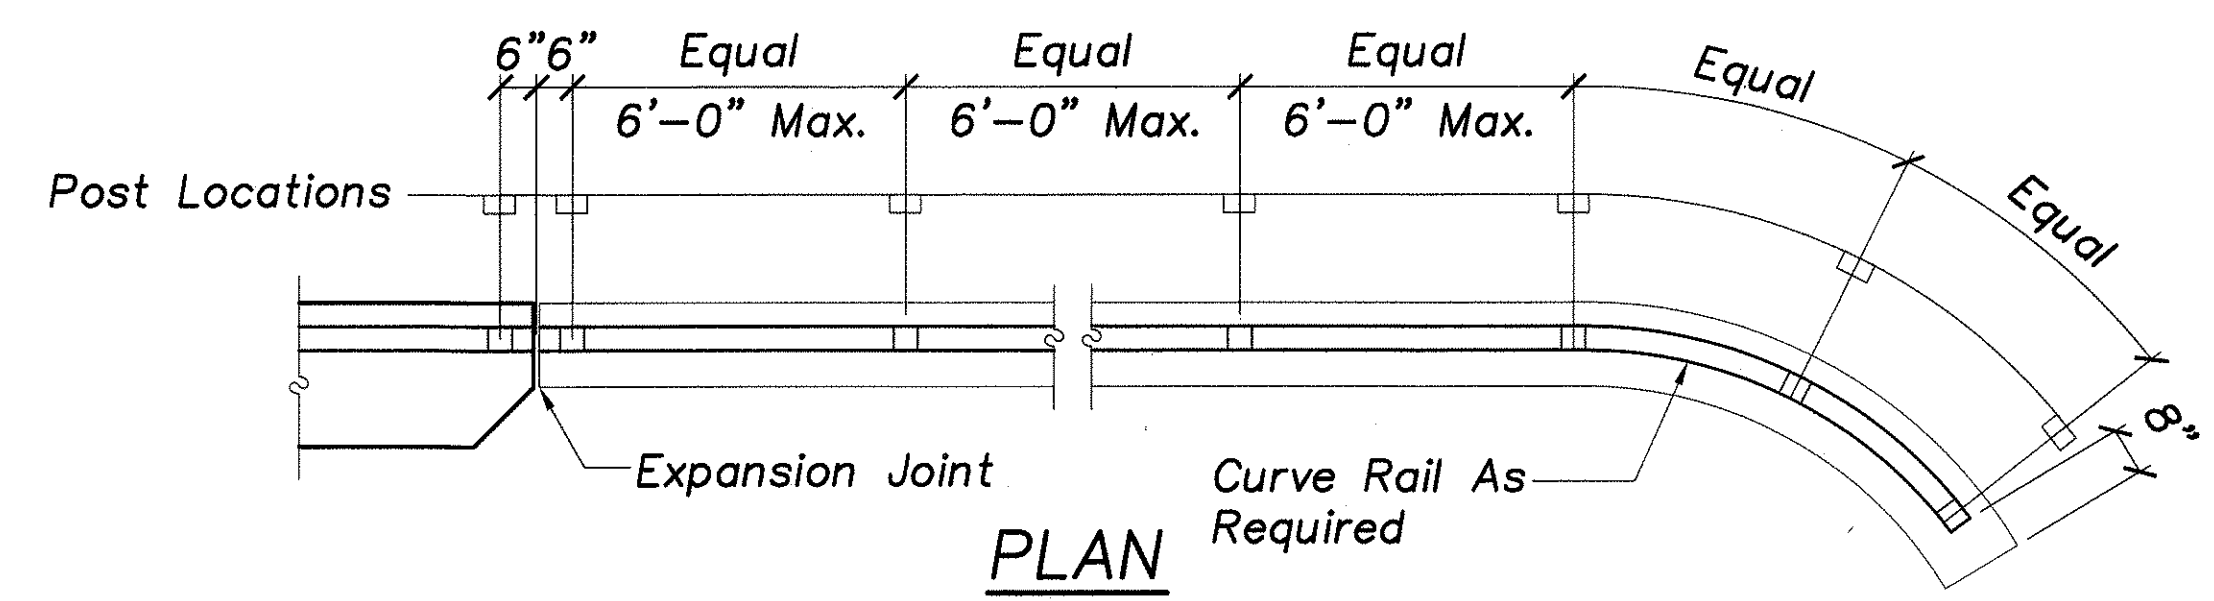 6" 6" Equal Equal Equal Equal
6'-0" Max. 6'-0" Max. 6'-0" Max.
Post Locations
Equal
8"
Expansion Joint
Curve Rail As
Required
PLAN